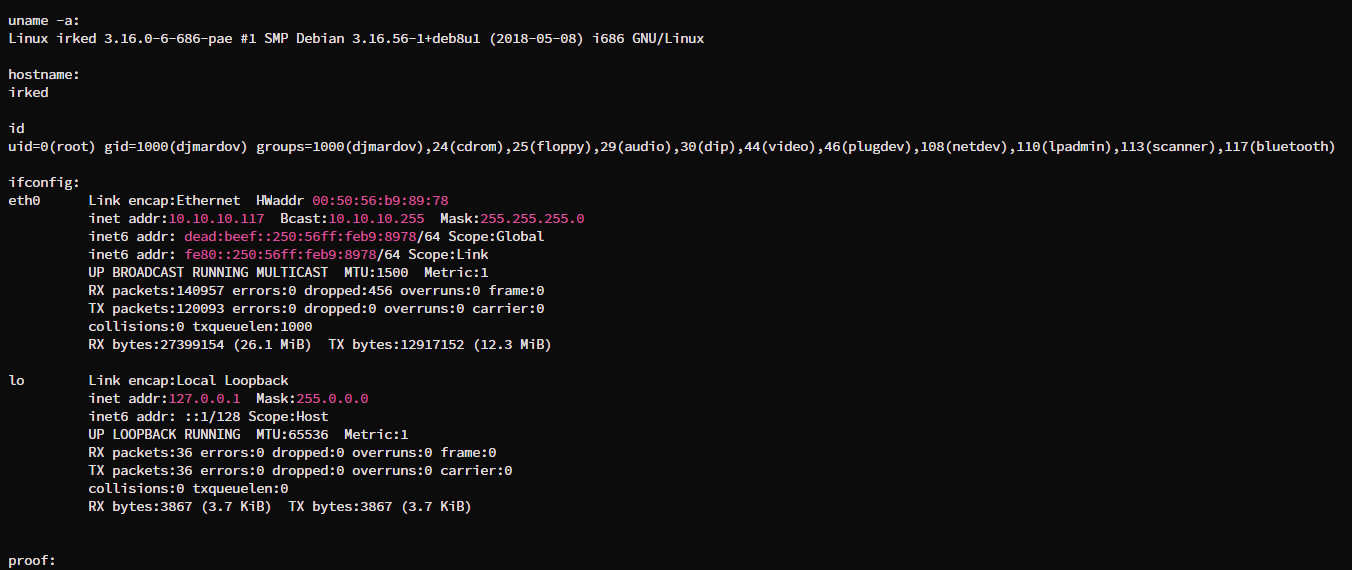 uname -a:
Linux irked 3.16.0-6-686-pae #1 SMP Debian 3.16.56-1+deb8u1 (2018-05-08) i686 GNU/Linux
hostname:
irked
id
uid=0(root) gid=1000(djmardov) groups=1000(djmardov),24(cdrom),25(floppy),29(audio),30(dip),44(video),46(plugdev),108(netdev),110(lpadmin),113(scanner),117(bluetooth)
ifconfig:
eth0      Link encap:Ethernet  HWaddr 00:50:56:b9:89:78
          inet addr:10.10.10.117  Bcast:10.10.10.255  Mask:255.255.255.0
          inet6 addr: dead:beef::250:56ff:feb9:8978/64 Scope:Global
          inet6 addr: fe80::250:56ff:feb9:8978/64 Scope:Link
          UP BROADCAST RUNNING MULTICAST  MTU:1500  Metric:1
          RX packets:140957 errors:0 dropped:456 overruns:0 frame:0
          TX packets:120093 errors:0 dropped:0 overruns:0 carrier:0
          collisions:0 txqueuelen:1000
          RX bytes:27399154 (26.1 MiB)  TX bytes:12917152 (12.3 MiB)
lo        Link encap:Local Loopback
          inet addr:127.0.0.1  Mask:255.0.0.0
          inet6 addr: ::1/128 Scope:Host
          UP LOOPBACK RUNNING  MTU:65536  Metric:1
          RX packets:36 errors:0 dropped:0 overruns:0 frame:0
          TX packets:36 errors:0 dropped:0 overruns:0 carrier:0
          collisions:0 txqueuelen:0
          RX bytes:3867 (3.7 KiB)  TX bytes:3867 (3.7 KiB)
proof: